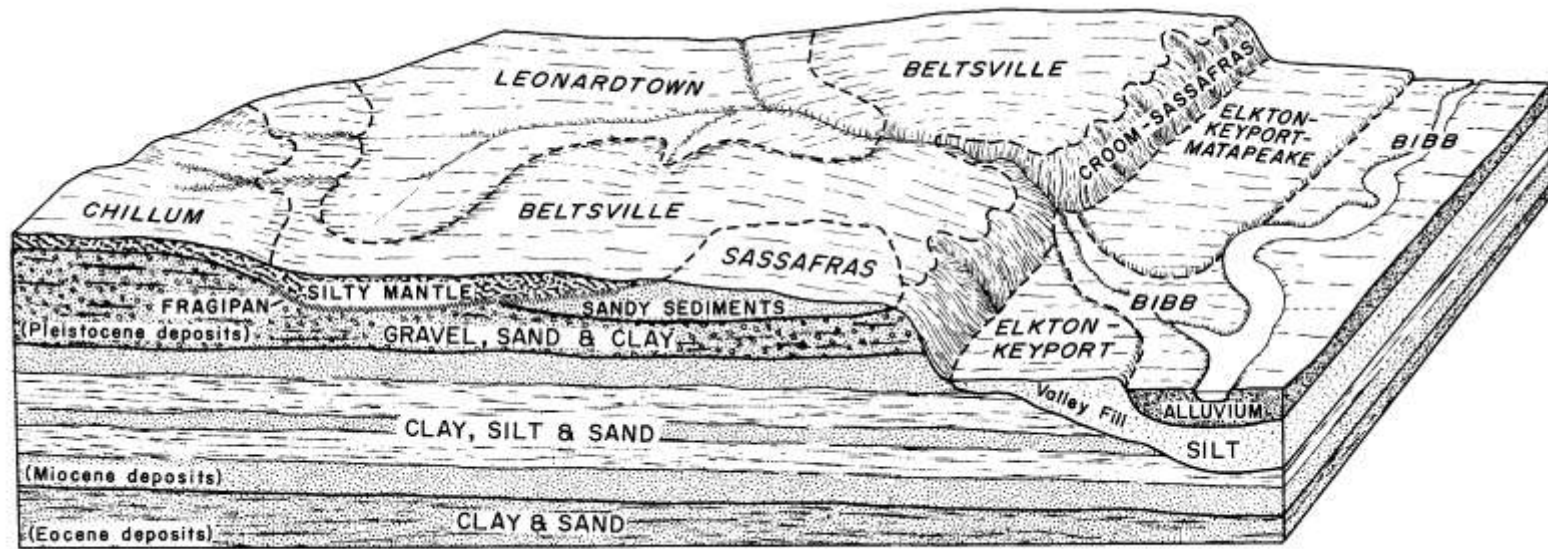 LEONARDTOWN
BELTSVILLE
CROOM-SASSAFRAS
ELKTON-
KEYPORT-
MATAPEAKE
BIBB
CHILLUM
BELTSVILLE
SASSAFRAS
BIBB
ELKTON-
KEYPORT
FRAGIPAN
SILTY MANTLE
SANDY SEDIMENTS
(Pleistocene deposits)
GRAVEL, SAND & CLAY
Valley Fill
ALLUVIUM
SILT
CLAY, SILT & SAND
(Miocene deposits)
CLAY & SAND
(Eocene deposits)